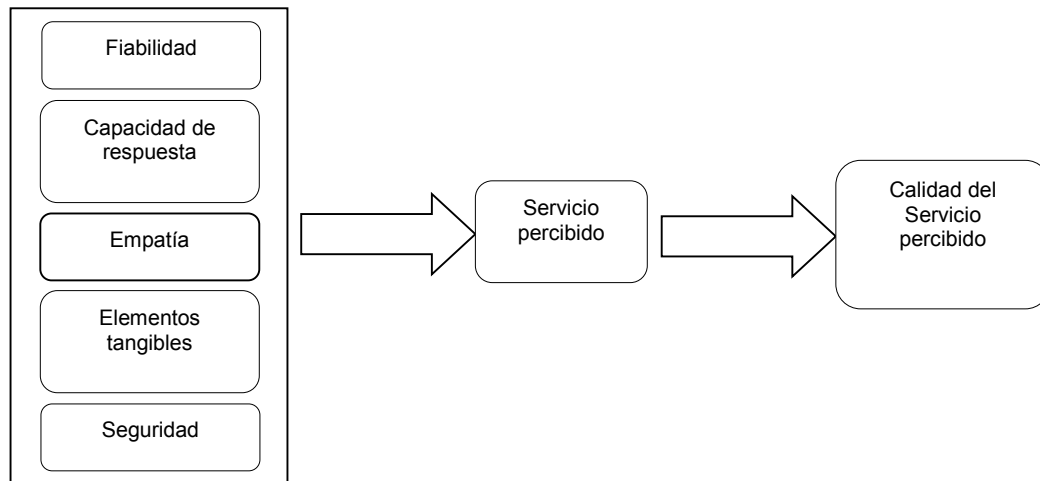 Fiabilidad
Capacidad de
respuesta
Empatía
Elementos
tangibles
Seguridad
Servicio
percibido
Calidad del
Servicio
percibido